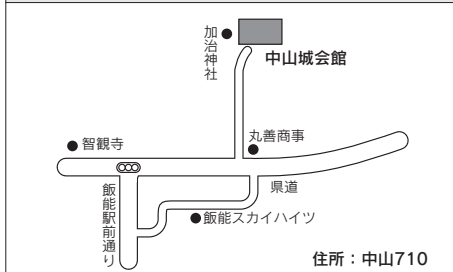 加治神社
中山城会館
丸善商事
智観寺
県道
飯能駅前通り
飯能スカイハイツ
住所：中山710